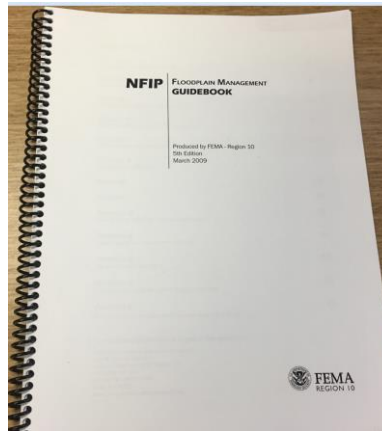 NFIP
FLOODPLAIN MANAGEMENT
GUIDEBOOK
Produced by FEMA - Region 10
5th Edition
March 2009
FEMA
REGION 10